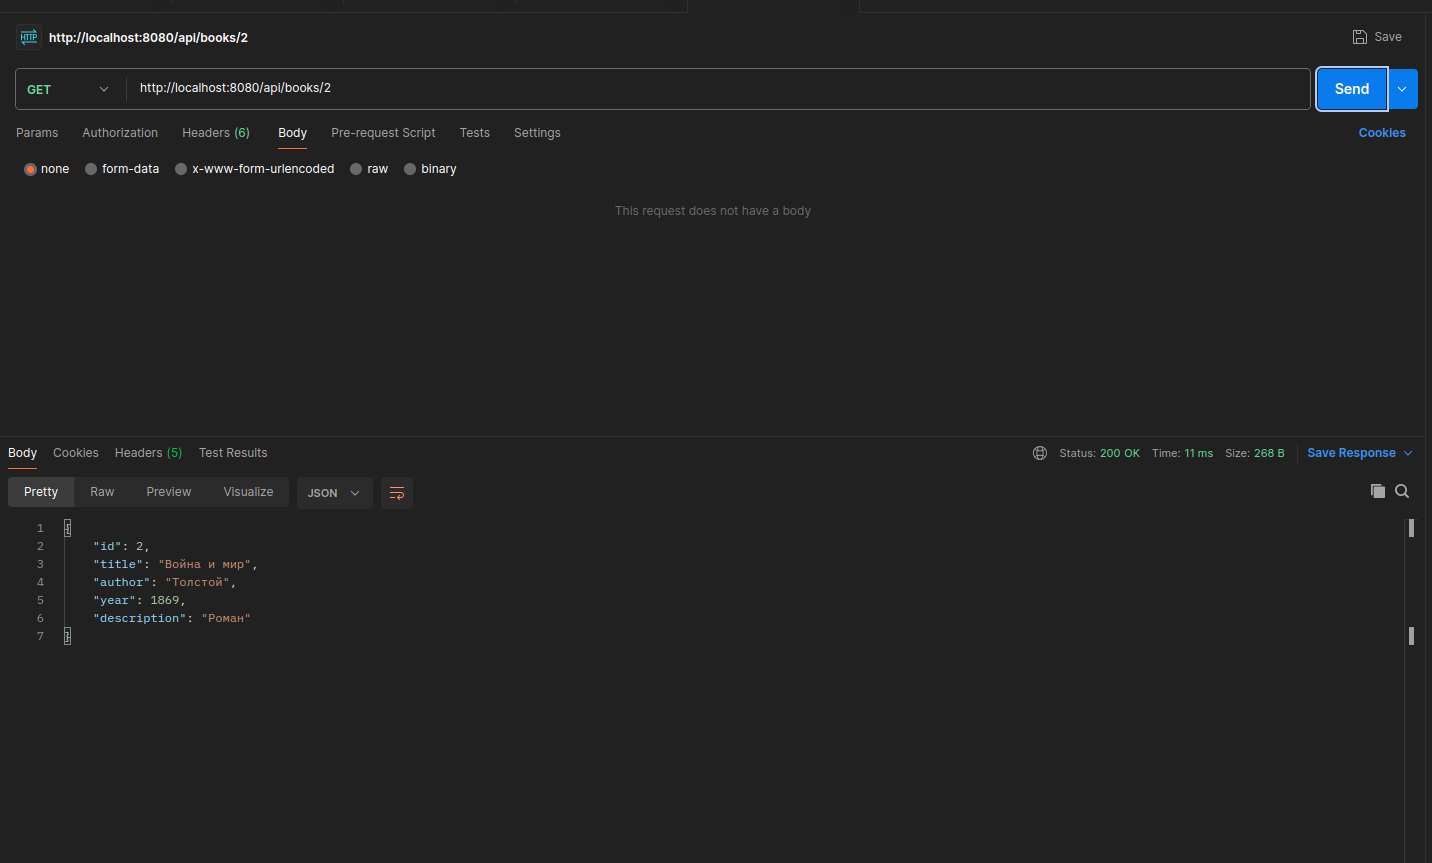 HTTP http://localhost:8080/api/books/2 Save
GET http://localhost:8080/api/books/2 Send
Params Authorization Headers (6) Body Pre-request Script Tests Settings Cookies
none form-data x-www-form-urlencoded raw binary
This request does not have a body
Body Cookies Headers (5) Test Results Status: 200 OK Time: 11 ms Size: 268 B Save Response
Pretty Raw Preview Visualize JSON
1 {
2 "id": 2,
3 "title": "Война и мир",
4 "author": "Толстой",
5 "year": 1869,
6 "description": "Роман"
7 }